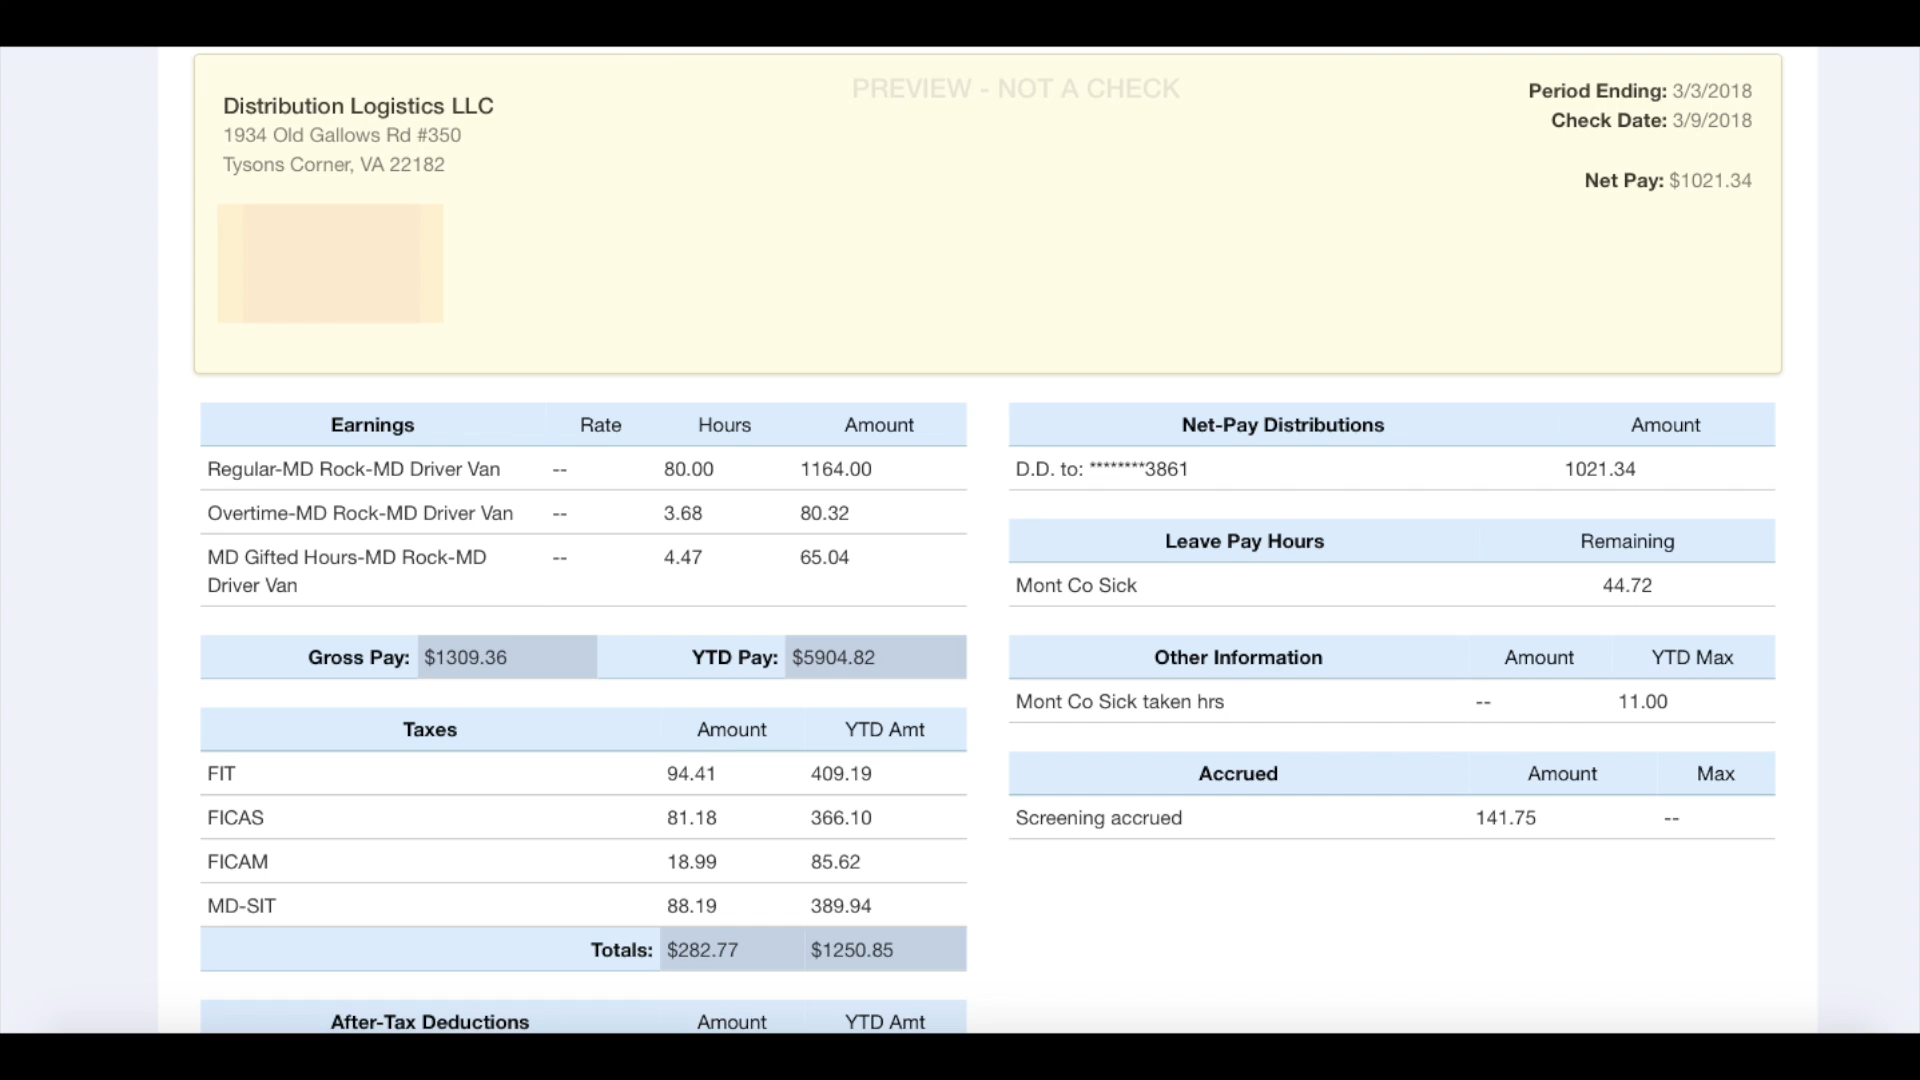 PREVIEW - NOT A CHECK
Distribution Logistics LLC
1934 Old Gallows Rd #350
Tysons Corner, VA 22182
Period Ending: 3/3/2018
Check Date: 3/9/2018
Net Pay: $1021.34
Earnings Rate Hours Amount
Regular-MD Rock-MD Driver Van -- 80.00 1164.00
Overtime-MD Rock-MD Driver Van -- 3.68 80.32
MD Gifted Hours-MD Rock-MD -- 4.47 65.04
Driver Van
Gross Pay: $1309.36 YTD Pay: $5904.82
Taxes Amount YTD Amt
FIT 94.41 409.19
FICAS 81.18 366.10
FICAM 18.99 85.62
MD-SIT 88.19 389.94
Totals: $282.77 $1250.85
After-Tax Deductions Amount YTD Amt
Net-Pay Distributions Amount
D.D. to: ********3861 1021.34
Leave Pay Hours Remaining
Mont Co Sick 44.72
Other Information Amount YTD Max
Mont Co Sick taken hrs -- 11.00
Accrued Amount Max
Screening accrued 141.75 --